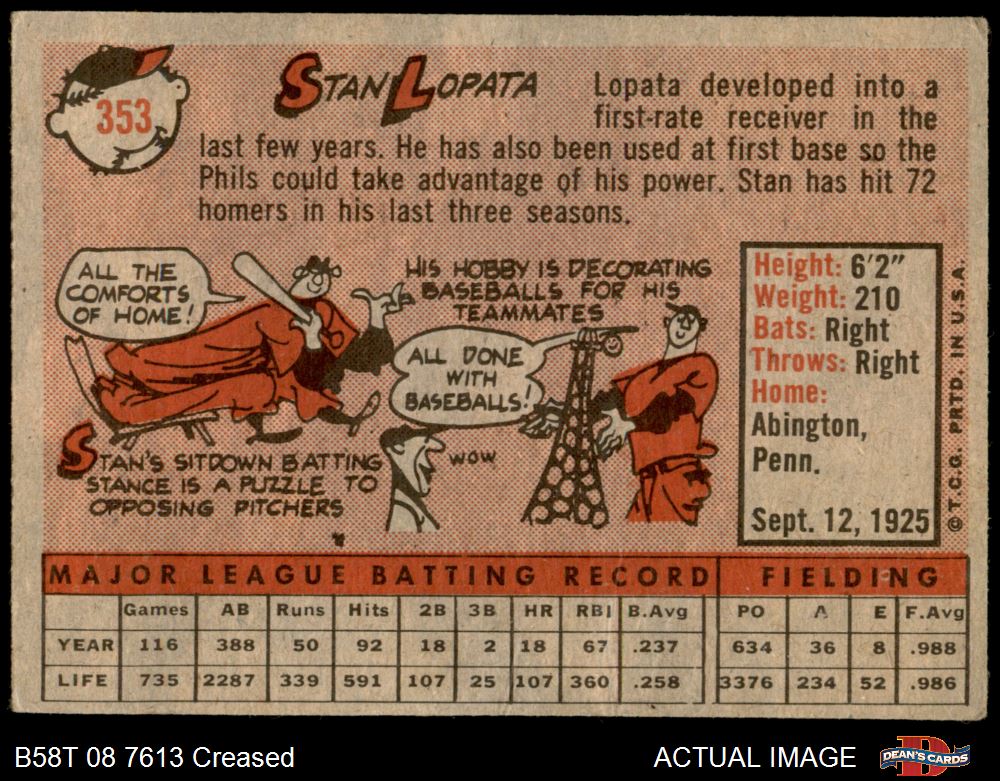 353
STAN LOPATA
Lopata developed into a
first-rate receiver in the
last few years. He has also been used at first base so the
Phils could take advantage of his power. Stan has hit 72
homers in his last three seasons.
ALL THE
COMFORTS
OF HOME!
STAN'S SITDOWN BATTING
STANCE IS A PUZZLE TO
OPPOSING PITCHERS
HIS HOBBY IS DECORATING
BASEBALLS FOR HIS
TEAMMATES
ALL DONE
WITH
BASEBALLS!
WOW
Height: 6'2"
Weight: 210
Bats: Right
Throws: Right
Home:
Abington,
Penn.
Sept. 12, 1925
© T.C.G. PRTD. IN U.S.A.
MAJOR LEAGUE BATTING RECORD FIELDING
Games AB Runs Hits 2B 3B HR RBI B.Avg PO A E F.Avg
YEAR 116 388 50 92 18 2 18 67 .237 634 36 8 .988
LIFE 735 2287 339 591 107 25 107 360 .258 3376 234 52 .986
B58T 08 7613 Creased
ACTUAL IMAGE
DEAN'S CARDS